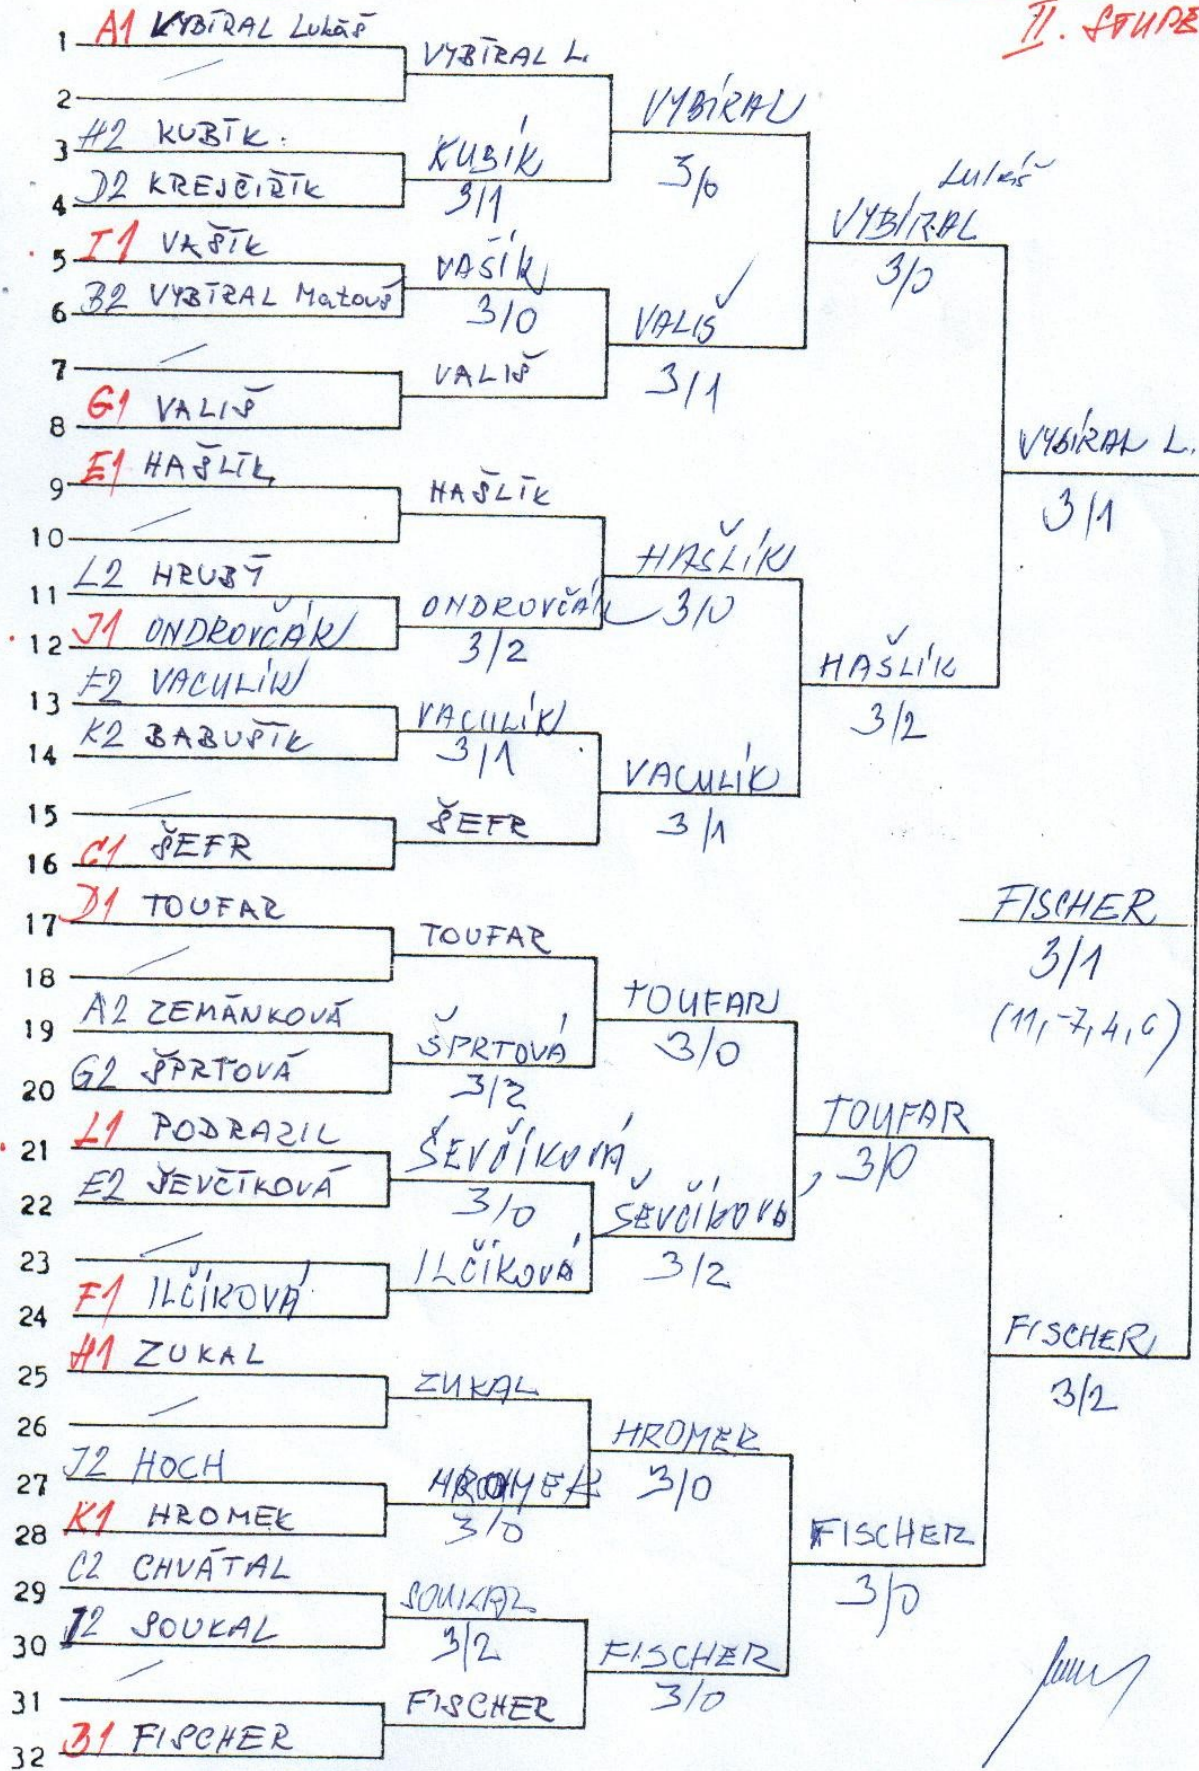 II. STUPE
1 A1 VYBÍRAL Lukáš
2
3 H2 KUBÍK
4 D2 KREJČIŘÍK
5 I1 VAŠÍK
6 B2 VYBÍRAL Matouš
7
8 G1 VALIŠ
9 E1 HAŠLÍK
10
11 L2 HRUBÝ
12 J1 ONDROVČÁK
13 F2 VACULÍK
14 K2 BABUŠÍK
15
16 C1 ŠEFR
17 D1 TOUFAR
18
19 A2 ZEMÁNKOVÁ
20 G2 ŠPRTOVÁ
21 L1 PODRAZIL
22 E2 ŠEVČÍKOVÁ
23
24 F1 ILČÍKOVÁ
25 H1 ZUKAL
26
27 J2 HOCH
28 K1 HROMEK
29 C2 CHVÁTAL
30 I2 SOUKAL
31
32 B1 FISCHER
VYBÍRAL L.
KUBÍK
3/1
VAŠÍK
3/0
VALIŠ
HAŠLÍK
ONDROVČÁK
3/2
VACULÍK
3/1
ŠEFR
TOUFAR
ŠPRTOVÁ
3/2
ŠEVČÍKOVÁ
3/0
ILČÍKOVÁ
ZUKAL
HROMEK
3/0
SOUKAL
3/2
FISCHER
VYBÍRAL
3/0
VALIŠ
3/1
HAŠLÍK
3/0
VACULÍK
3/1
TOUFAR
3/0
ŠEVČÍKOVÁ
3/2
HROMEK
3/0
FISCHER
3/0
Lukáš
VYBÍRAL
3/0
HAŠLÍK
3/2
TOUFAR
3/0
FISCHER
3/0
VYBÍRAL L.
3/1
FISCHER
3/2
FISCHER
3/1
(11,-7,4,6)